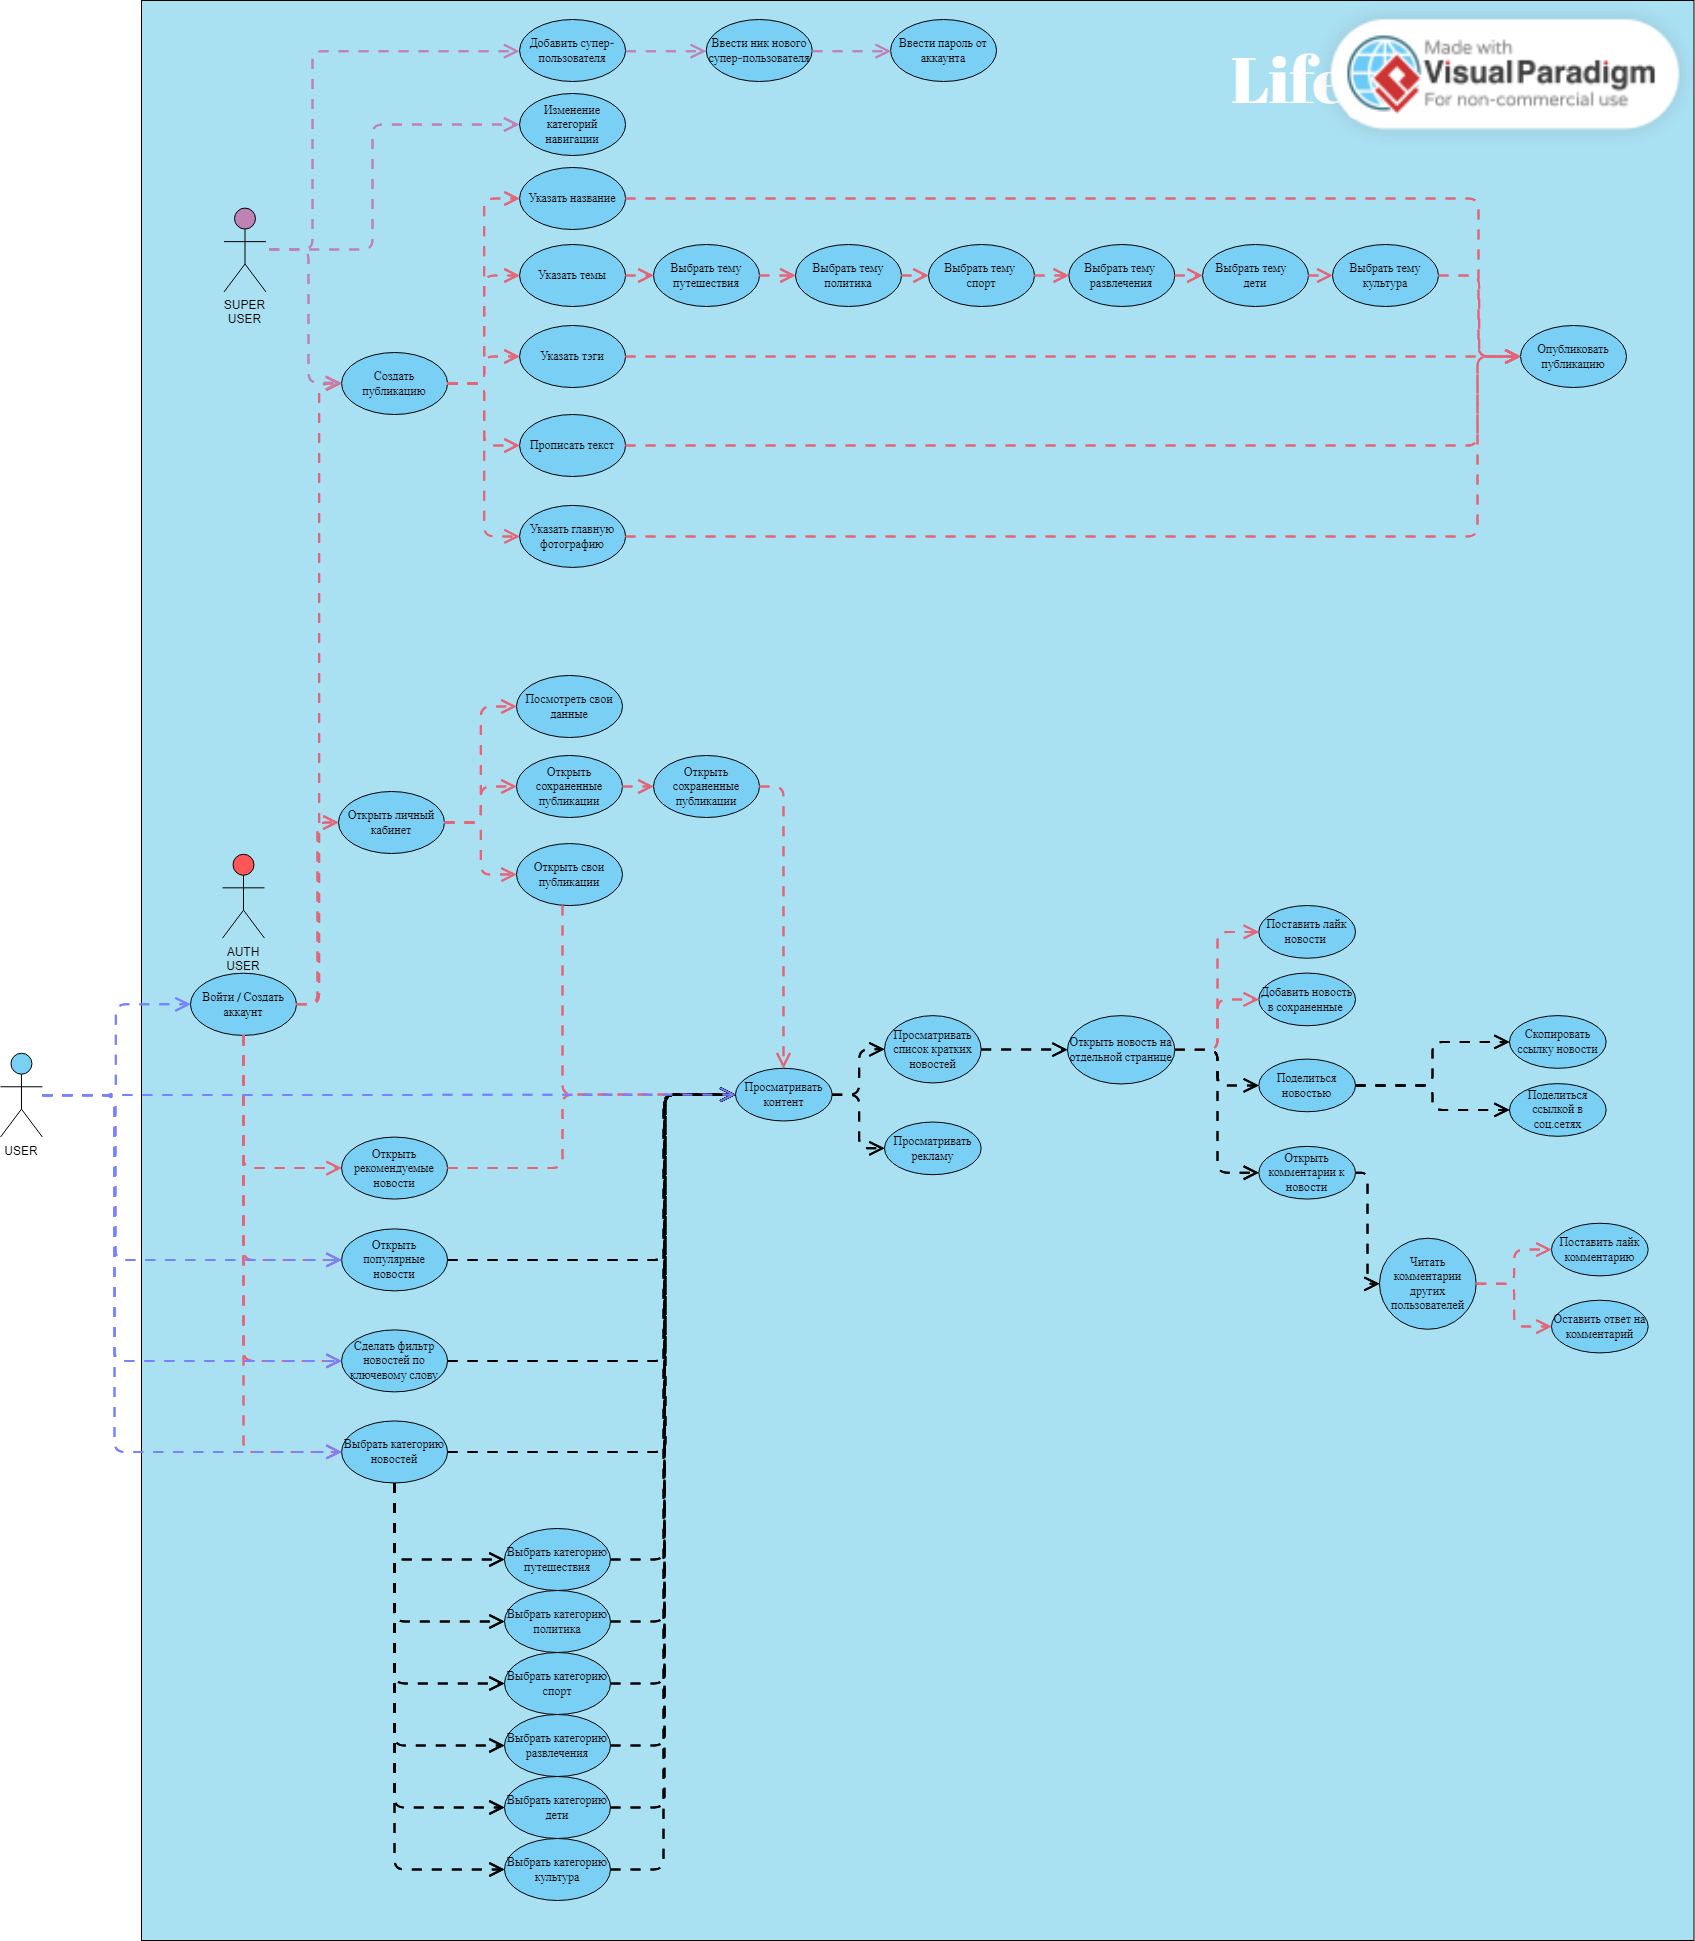 Добавить супер-
пользователя
Ввести ник нового
супер-пользователя
Ввести пароль от
аккаунта
Life
Made with
Visual Paradigm
For non-commercial use
Изменение
категорий
навигации
Указать название
SUPER
USER
Указать темы
Выбрать тему
путешествия
Выбрать тему
политика
Выбрать тему
спорт
Выбрать тему
развлечения
Выбрать тему
дети
Выбрать тему
культура
Указать тэги
Опубликовать
публикацию
Создать
публикацию
Прописать текст
Указать главную
фотографию
Посмотреть свои
данные
Открыть
сохраненные
публикации
Открыть
сохраненные
публикации
Открыть личный
кабинет
Открыть свои
публикации
AUTH
USER
Войти / Создать
аккаунт
Поставить лайк
новости
Добавить новость
в сохраненные
Просматривать
список кратких
новостей
Открыть новость на
отдельной странице
Скопировать
ссылку новости
Поделиться
новостью
Поделиться
ссылкой в
соц.сетях
USER
Просматривать
контент
Просматривать
рекламу
Открыть
комментарии к
новости
Открыть
рекомендуемые
новости
Открыть
популярные
новости
Читать
комментарии
других
пользователей
Поставить лайк
комментарию
Оставить ответ на
комментарий
Сделать фильтр
новостей по
ключевому слову
Выбрать категорию
новостей
Выбрать категорию
путешествия
Выбрать категорию
политика
Выбрать категорию
спорт
Выбрать категорию
развлечения
Выбрать категорию
дети
Выбрать категорию
культура